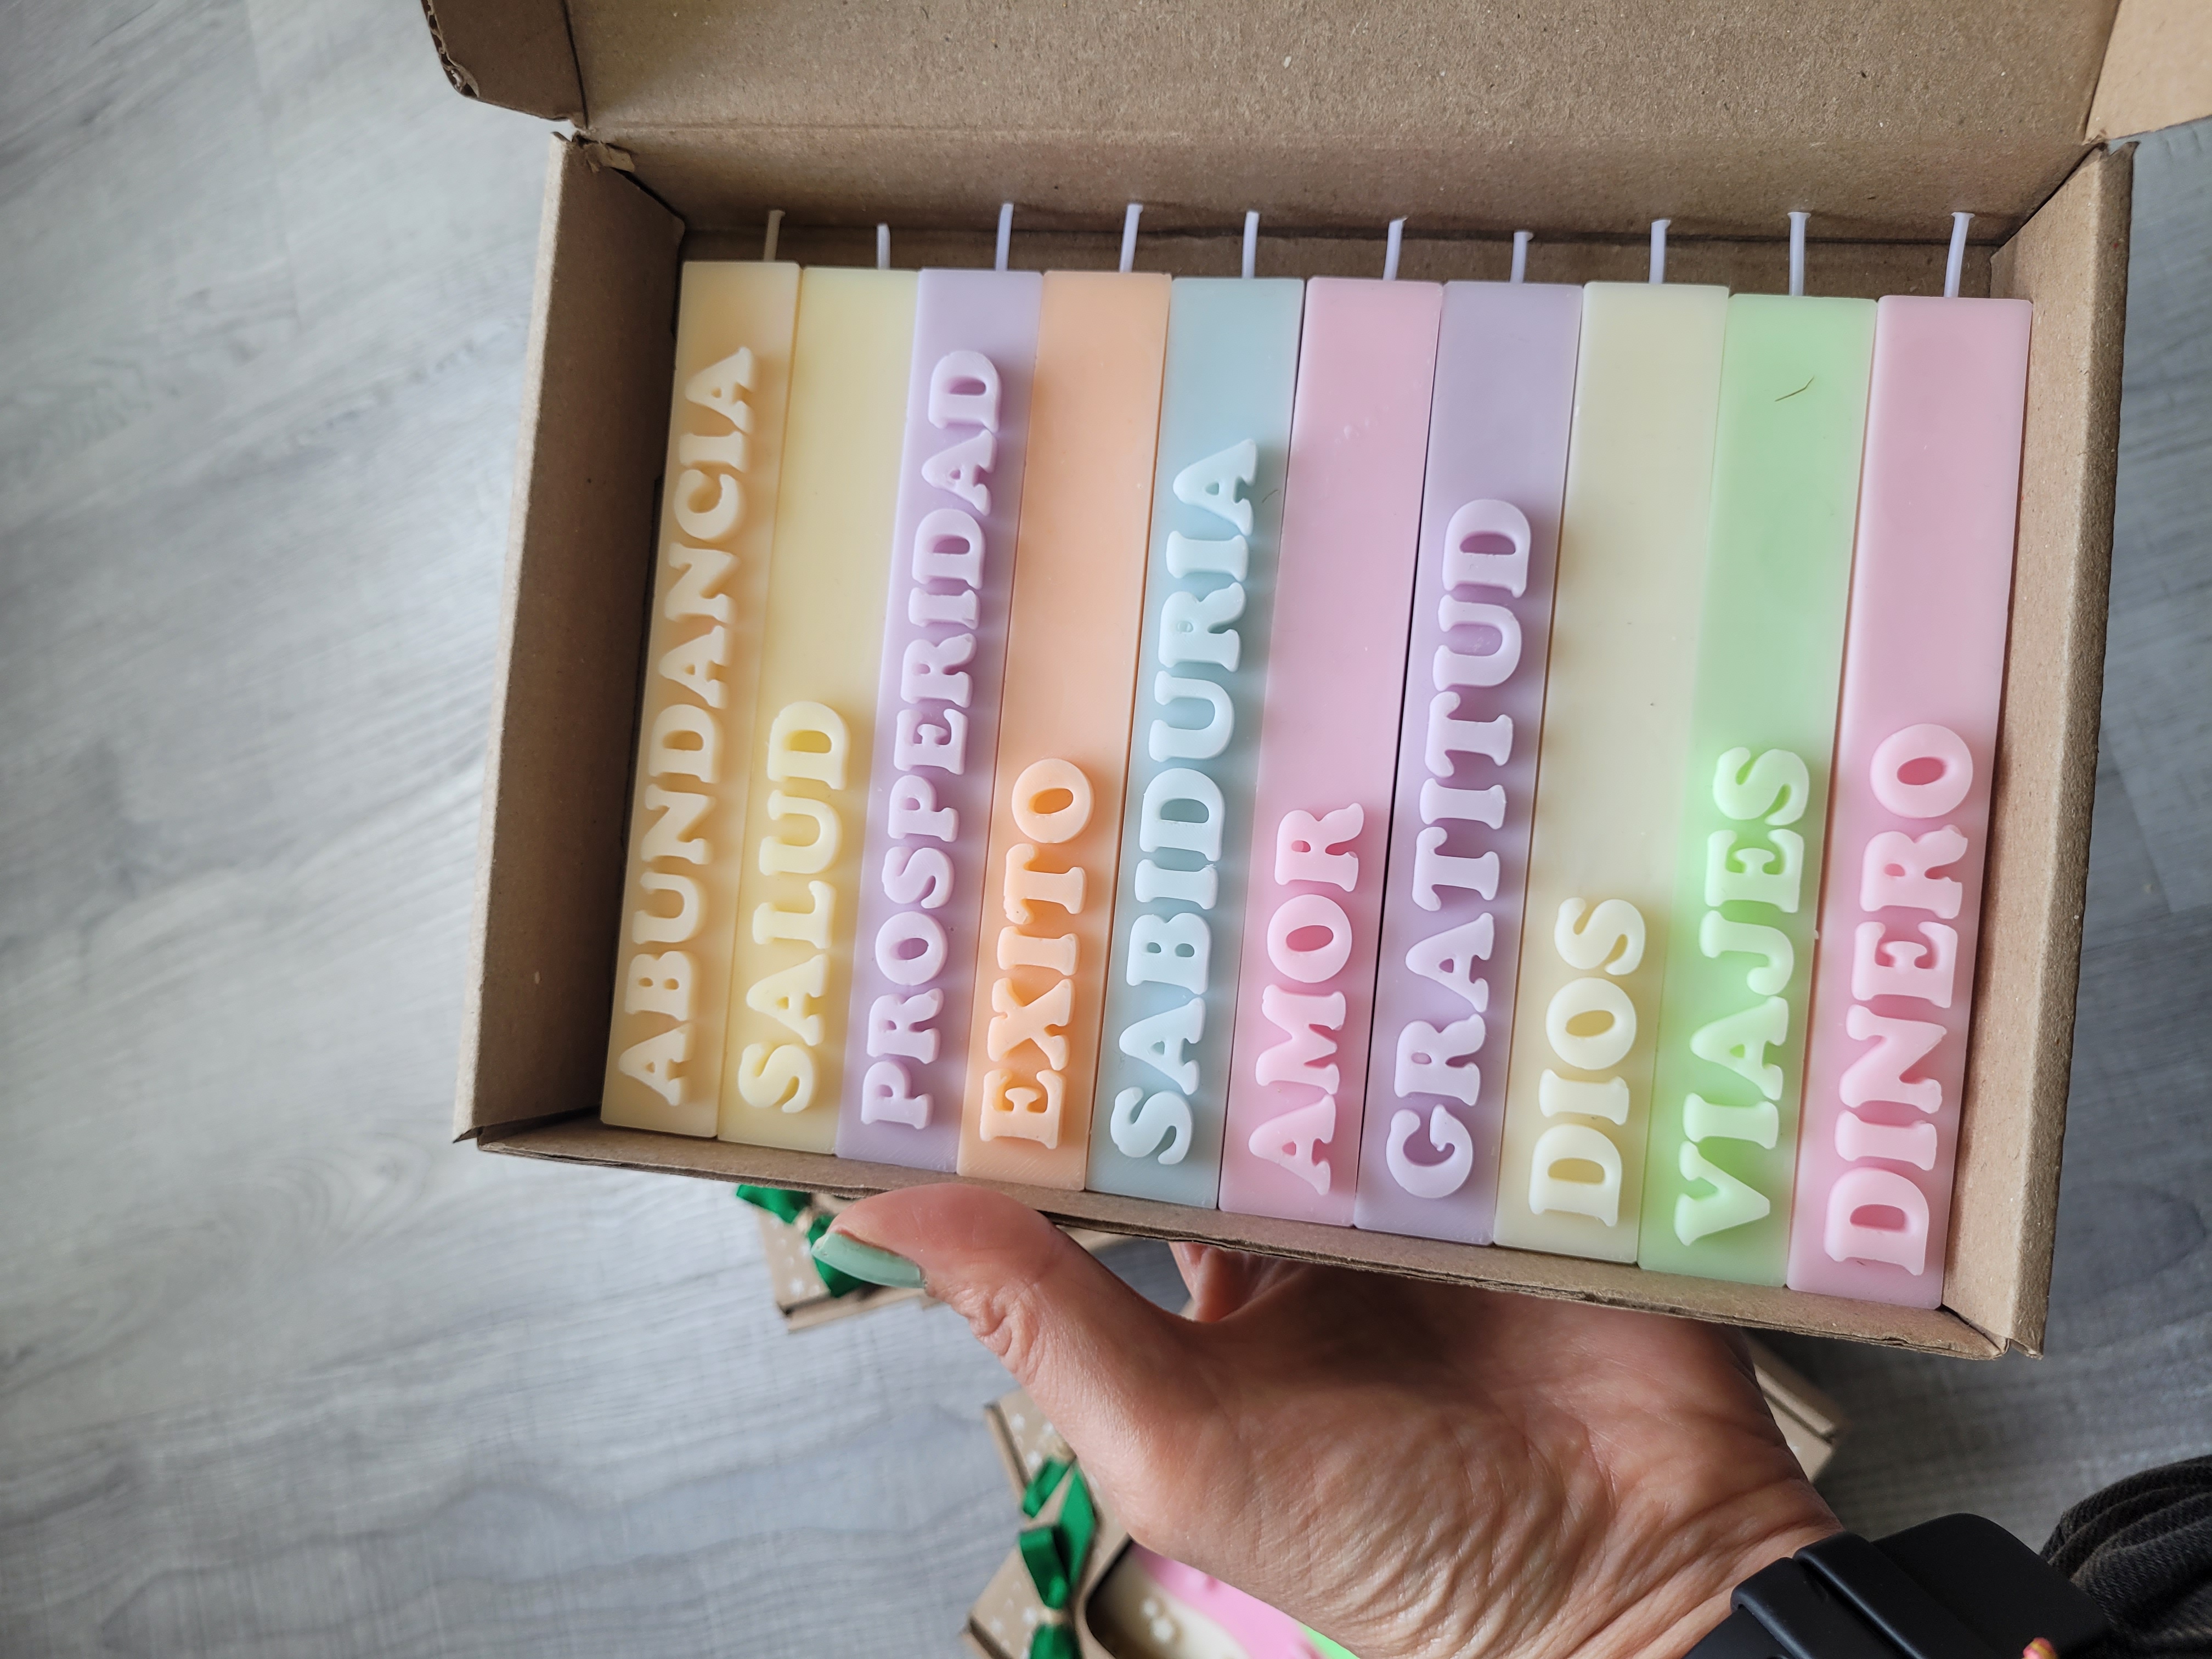 ABUNDANCIA
SALUD
PROSPERIDAD
EXITO
SABIDURIA
AMOR
GRATITUD
DIOS
VIAJES
DINERO